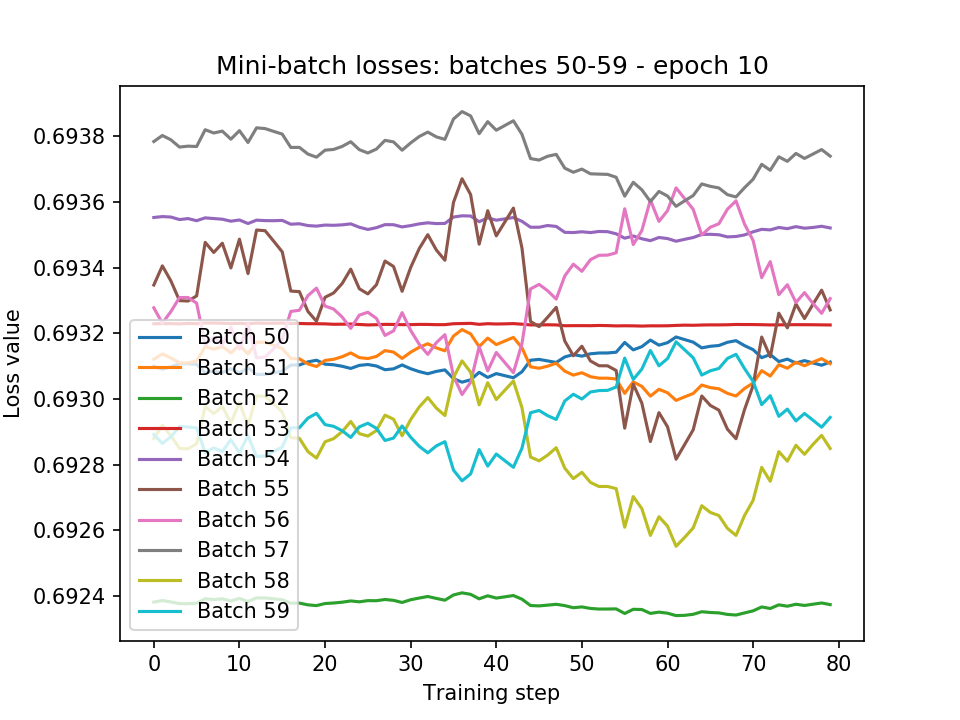 Mini-batch losses: batches 50-59 - epoch 10
Loss value
0.6938
0.6936
0.6934
0.6932
0.6930
0.6928
0.6926
0.6924
Batch 50
Batch 51
Batch 52
Batch 53
Batch 54
Batch 55
Batch 56
Batch 57
Batch 58
Batch 59
0 10 20 30 40 50 60 70 80
Training step